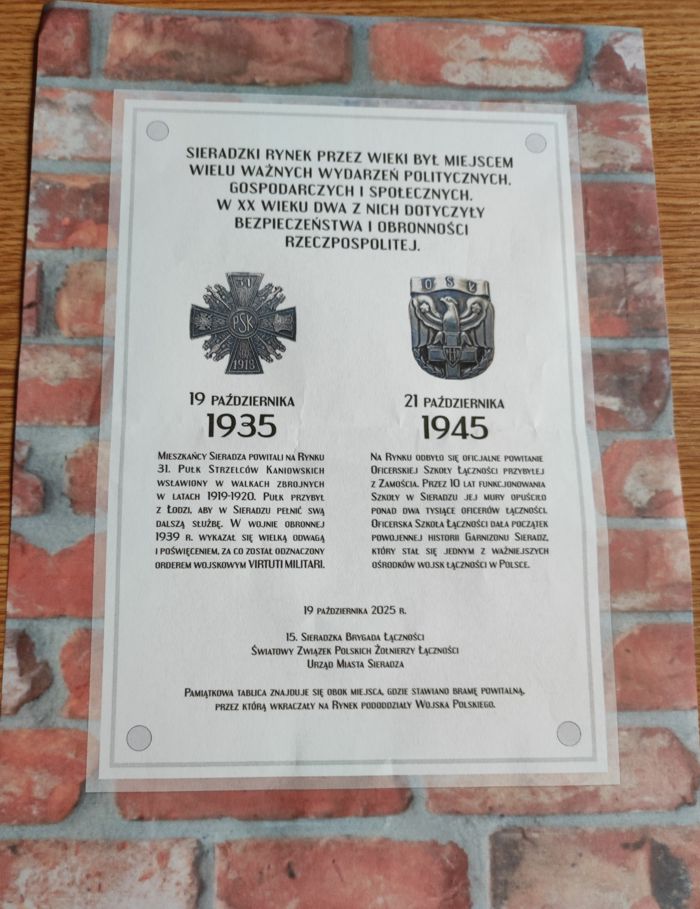 SIERADZKI RYNEK PRZEZ WIEKI BYŁ MIEJSCEM
WIELU WAŻNYCH WYDARZEŃ POLITYCZNYCH,
GOSPODARCZYCH I SPOŁECZNYCH.
W XX WIEKU DWA Z NICH DOTYCZYŁY
BEZPIECZEŃSTWA I OBRONNOŚCI
RZECZPOSPOLITEJ.
31
PSK
1918
19 PAŹDZIERNIKA
1935
MIESZKAŃCY SIERADZA POWITALI NA RYNKU
31. PUŁK STRZELCÓW KANIOWSKICH
WSŁAWIONY W WALKACH ZBROJNYCH
W LATACH 1919-1920. PUŁK PRZYBYŁ
Z ŁODZI, ABY W SIERADZU PEŁNIĆ SWĄ
DALSZĄ SŁUŻBĘ. W WOJNIE OBRONNEJ
1939 R. WYKAZAŁ SIĘ WIELKĄ ODWAGĄ
I POŚWIĘCENIEM, ZA CO ZOSTAŁ ODZNACZONY
ORDEREM WOJSKOWYM VIRTUTI MILITARI.
O S Ł
21 PAŹDZIERNIKA
1945
NA RYNKU ODBYŁO SIĘ OFICJALNE POWITANIE
OFICERSKIEJ SZKOŁY ŁĄCZNOŚCI PRZYBYŁEJ
Z ZAMOŚCIA. PRZEZ 10 LAT FUNKCJONOWANIA
SZKOŁY W SIERADZU JEJ MURY OPUŚCIŁO
PONAD DWA TYSIĄCE OFICERÓW ŁĄCZNOŚCI.
OFICERSKA SZKOŁA ŁĄCZNOŚCI DAŁA POCZĄTEK
POWOJENNEJ HISTORII GARNIZONU SIERADZ,
KTÓRY STAŁ SIĘ JEDNYM Z WAŻNIEJSZYCH
OŚRODKÓW WOJSK ŁĄCZNOŚCI W POLSCE.
19 PAŹDZIERNIKA 2025 R.
15. SIERADZKA BRYGADA ŁĄCZNOŚCI
ŚWIATOWY ZWIĄZEK POLSKICH ŻOŁNIERZY ŁĄCZNOŚCI
URZĄD MIASTA SIERADZA
PAMIĄTKOWA TABLICA ZNAJDUJE SIĘ OBOK MIEJSCA, GDZIE STAWIANO BRAMĘ POWITALNĄ,
PRZEZ KTÓRĄ WKRACZAŁY NA RYNEK PODODDZIAŁY WOJSKA POLSKIEGO.